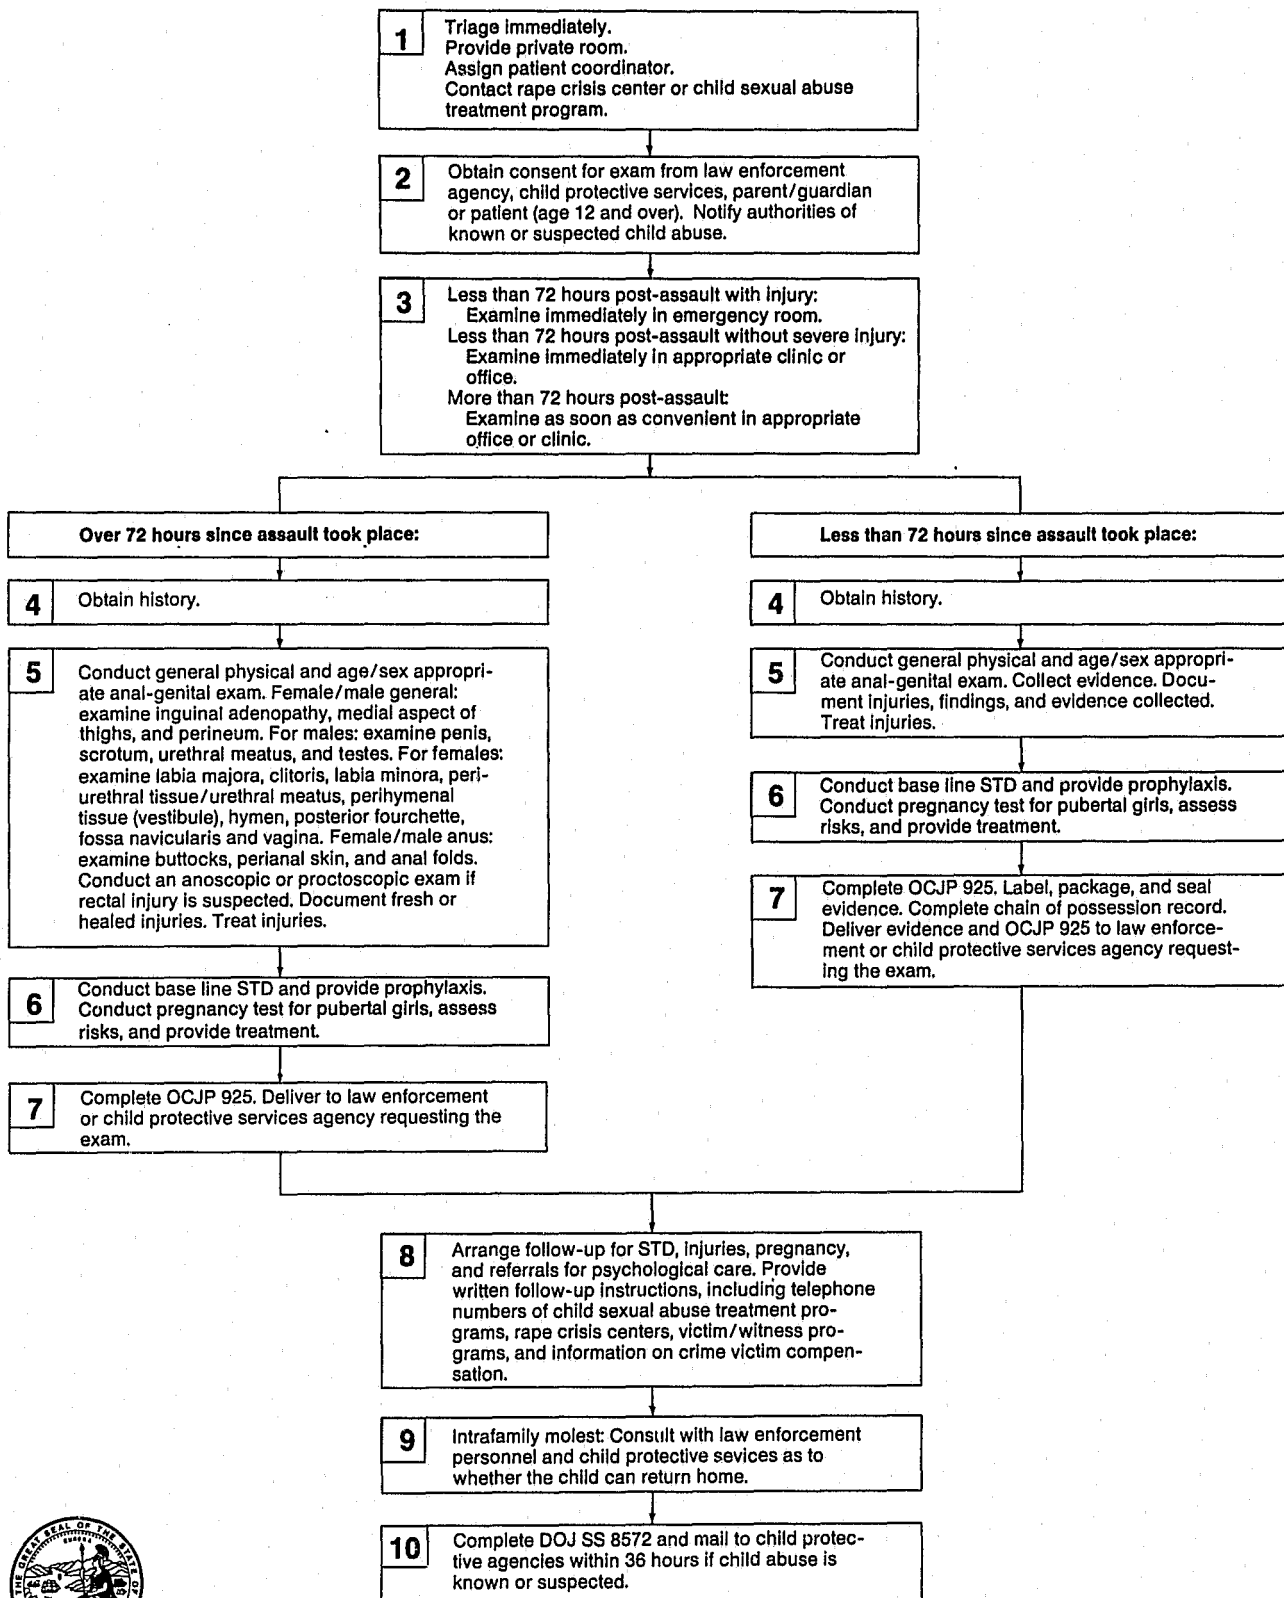 1
Triage immediately.
Provide private room.
Assign patient coordinator.
Contact rape crisis center or child sexual abuse
treatment program.
2
Obtain consent for exam from law enforcement
agency, child protective services, parent/guardian
or patient (age 12 and over). Notify authorities of
known or suspected child abuse.
3
Less than 72 hours post-assault with injury:
Examine immediately in emergency room.
Less than 72 hours post-assault without severe injury:
Examine immediately in appropriate clinic or
office.
More than 72 hours post-assault:
Examine as soon as convenient in appropriate
office or clinic.
Over 72 hours since assault took place:
4
Obtain history.
5
Conduct general physical and age/sex appropri-
ate anal-genital exam. Female/male general:
examine inguinal adenopathy, medial aspect of
thighs, and perineum. For males: examine penis,
scrotum, urethral meatus, and testes. For females:
examine labia majora, clitoris, labia minora, peri-
urethral tissue/urethral meatus, perihymenal
tissue (vestibule), hymen, posterior fourchette,
fossa navicularis and vagina. Female/male anus:
examine buttocks, perianal skin, and anal folds.
Conduct an anoscopic or proctoscopic exam if
rectal injury is suspected. Document fresh or
healed injuries. Treat injuries.
6
Conduct base line STD and provide prophylaxis.
Conduct pregnancy test for pubertal girls, assess
risks, and provide treatment.
7
Complete OCJP 925. Deliver to law enforcement
or child protective services agency requesting the
exam.
Less than 72 hours since assault took place:
4
Obtain history.
5
Conduct general physical and age/sex appropri-
ate anal-genital exam. Collect evidence. Docu-
ment injuries, findings, and evidence collected.
Treat injuries.
6
Conduct base line STD and provide prophylaxis.
Conduct pregnancy test for pubertal girls, assess
risks, and provide treatment.
7
Complete OCJP 925. Label, package, and seal
evidence. Complete chain of possession record.
Deliver evidence and OCJP 925 to law enforce-
ment or child protective services agency request-
ing the exam.
8
Arrange follow-up for STD, injuries, pregnancy,
and referrals for psychological care. Provide
written follow-up instructions, including telephone
numbers of child sexual abuse treatment pro-
grams, rape crisis centers, victim/witness pro-
grams, and information on crime victim compen-
sation.
9
Intrafamily molest: Consult with law enforcement
personnel and child protective sevices as to
whether the child can return home.
10
Complete DOJ SS 8572 and mail to child protec-
tive agencies within 36 hours if child abuse is
known or suspected.
THE GREAT SEAL OF THE STATE OF
EUREKA